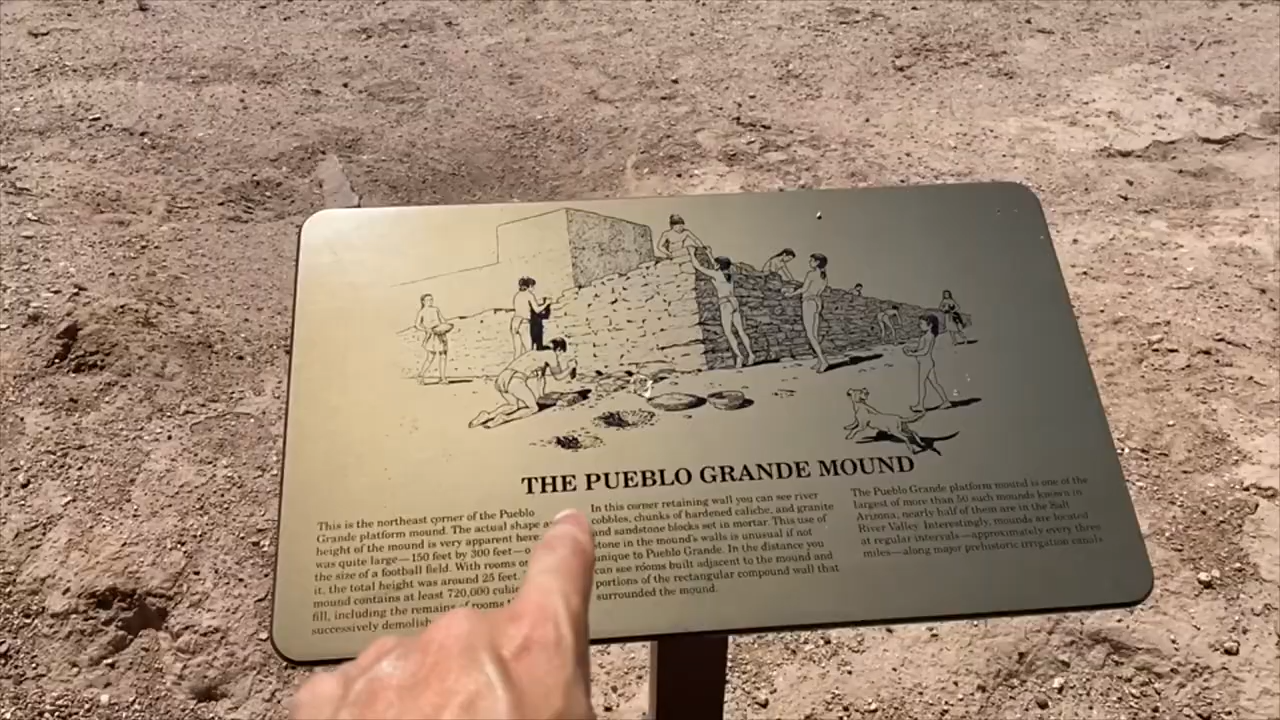 THE PUEBLO GRANDE MOUND
This is the northeast corner of the Pueblo
Grande platform mound. The actual shape
height of the mound is very apparent here.
was quite large—150 feet by 300 feet—
the size of a football field. With rooms
it, the total height was around 25 feet.
mound contains at least 720,000 cubic
fill, including the remains of rooms
successively
In this corner retaining wall you can see river
cobbles, chunks of hardened caliche, and granite
and sandstone blocks set in mortar. This use of
stone in the mound's walls is unusual if not
unique to Pueblo Grande. In the distance you
can see rooms built adjacent to the mound and
portions of the rectangular compound wall that
surrounded the mound.
The Pueblo Grande platform mound is one of the
largest of more than 50 such mounds known in
Arizona, nearly half of them are in the Salt
River Valley. Interestingly, mounds are located
at regular intervals—approximately every three
miles—along major prehistoric irrigation canals